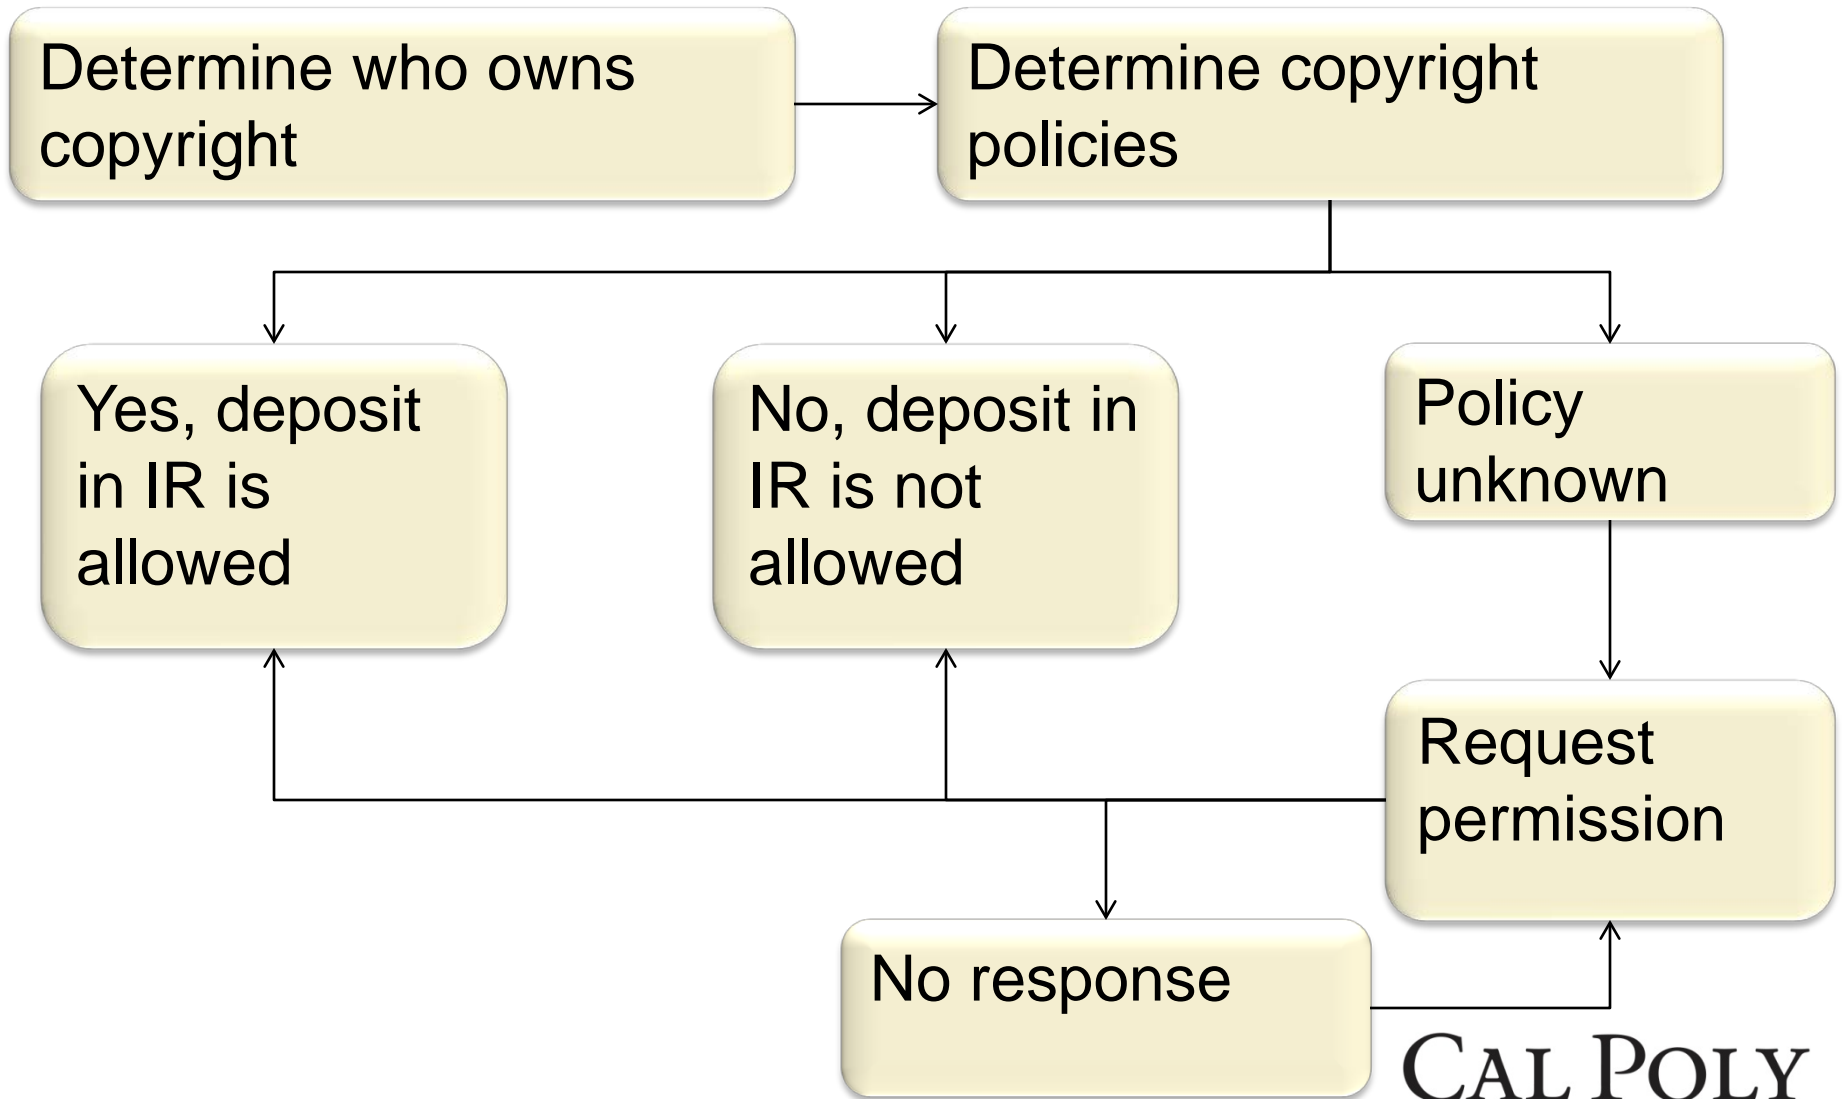 Determine who owns
copyright
Determine copyright
policies
Yes, deposit
in IR is
allowed
No, deposit in
IR is not
allowed
Policy
unknown
Request
permission
No response
CAL POLY